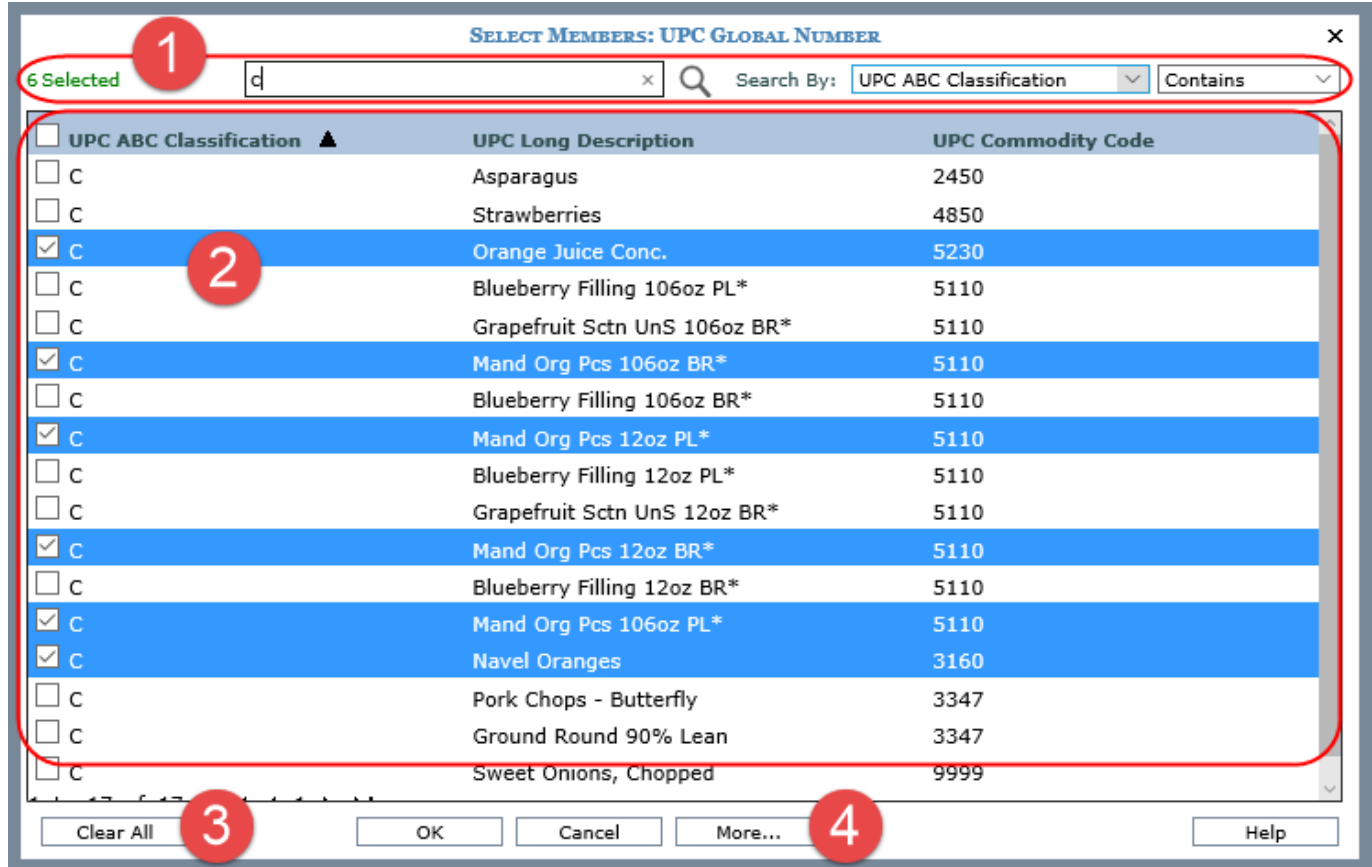 SELECT MEMBERS: UPC GLOBAL NUMBER
1
6 Selected c Search By: UPC ABC Classification Contains
UPC ABC Classification ▲ UPC Long Description UPC Commodity Code
C Asparagus 2450
C Strawberries 4850
C Orange Juice Conc. 5230
2
C Blueberry Filling 106oz PL* 5110
C Grapefruit Sctn UnS 106oz BR* 5110
C Mand Org Pcs 106oz BR* 5110
C Blueberry Filling 106oz BR* 5110
C Mand Org Pcs 12oz PL* 5110
C Blueberry Filling 12oz PL* 5110
C Grapefruit Sctn UnS 12oz BR* 5110
C Mand Org Pcs 12oz BR* 5110
C Blueberry Filling 12oz BR* 5110
C Mand Org Pcs 106oz PL* 5110
C Navel Oranges 3160
C Pork Chops - Butterfly 3347
C Ground Round 90% Lean 3347
C Sweet Onions, Chopped 9999
Clear All 3 OK Cancel More... 4 Help